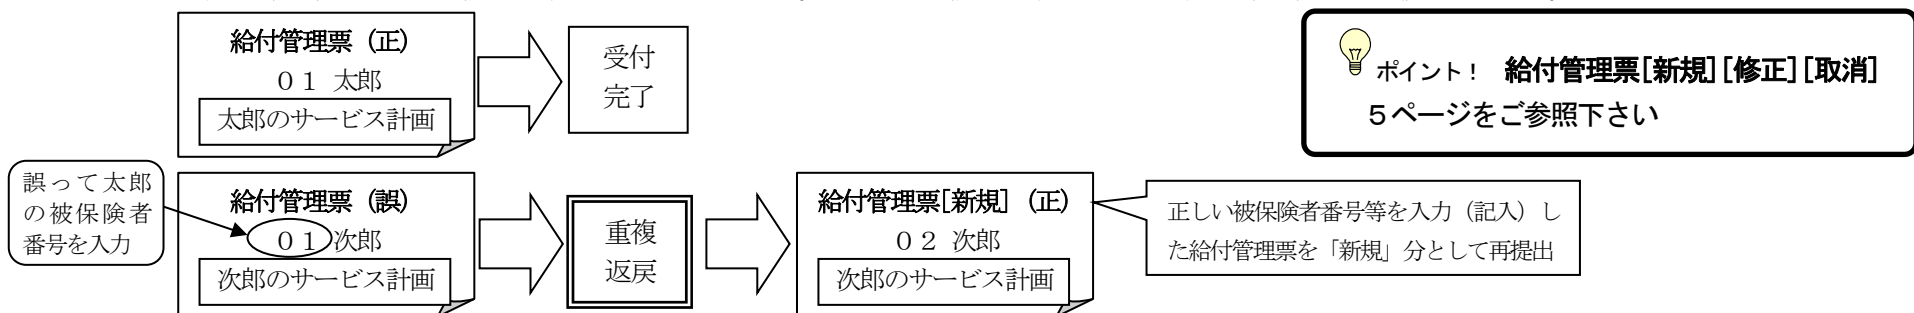 給付管理票（正）
０１ 太郎
太郎のサービス計画
受付
完了
ポイント！ 給付管理票[新規][修正][取消]
５ページをご参照下さい
誤って太郎
の被保険者
番号を入力
給付管理票（誤）
０１ 次郎
次郎のサービス計画
重複
返戻
給付管理票[新規]（正）
０２ 次郎
次郎のサービス計画
正しい被保険者番号等を入力（記入）し
た給付管理票を「新規」分として再提出